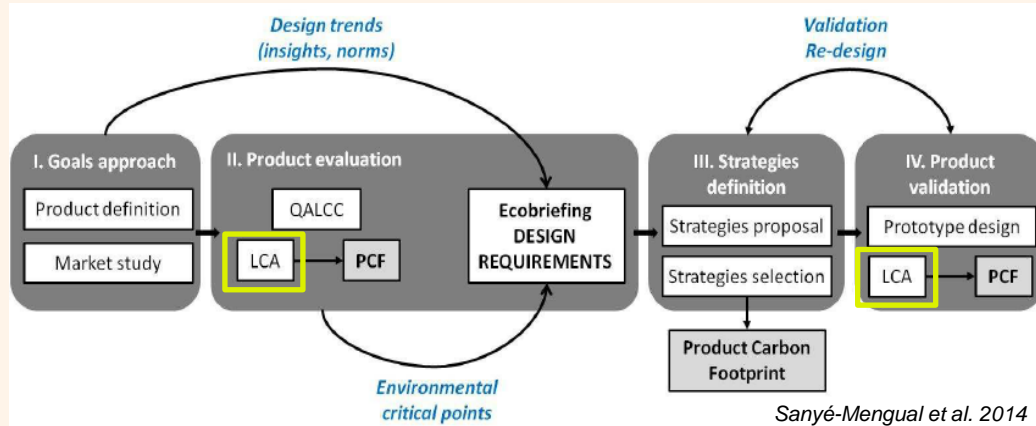 Design trends
(insights, norms)
Validation
Re-design
I. Goals approach
Product definition
Market study
II. Product evaluation
QALCC
LCA
PCF
Ecobriefing
DESIGN
REQUIREMENTS
III. Strategies
definition
Strategies proposal
Strategies selection
Product Carbon
Footprint
IV. Product
validation
Prototype design
LCA
PCF
Environmental
critical points
Sanyé-Mengual et al. 2014